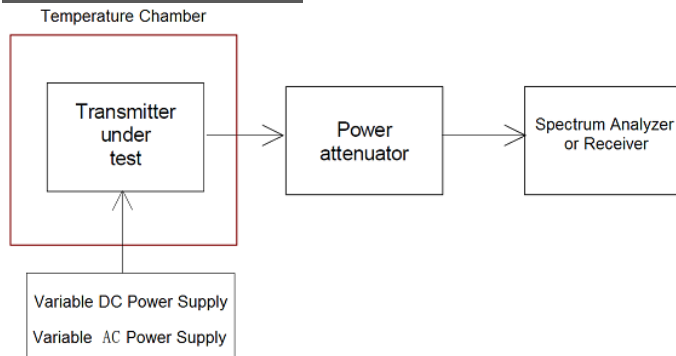 Temperature Chamber
Transmitter
under
test
Power
attenuator
Spectrum Analyzer
or Receiver
Variable DC Power Supply
Variable AC Power Supply